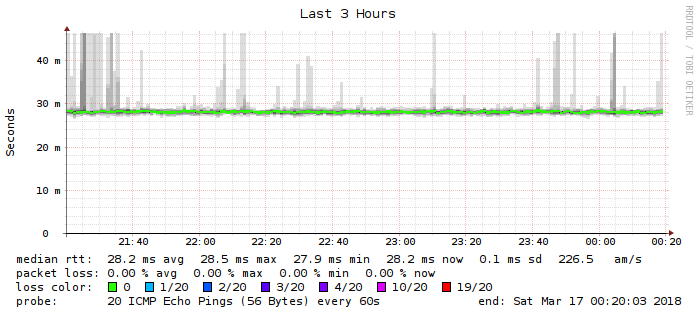 Last 3 Hours
RRDTOOL / TOBI OETIKER
Seconds
40 m
30 m
20 m
10 m
0
21:40 22:00 22:20 22:40 23:00 23:20 23:40 00:00 00:20
median rtt: 28.2 ms avg 28.5 ms max 27.9 ms min 28.2 ms now 0.1 ms sd 226.5 am/s
packet loss: 0.00 % avg 0.00 % max 0.00 % min 0.00 % now
loss color: 0 1/20 2/20 3/20 4/20 10/20 19/20
probe: 20 ICMP Echo Pings (56 Bytes) every 60s end: Sat Mar 17 00:20:03 2018